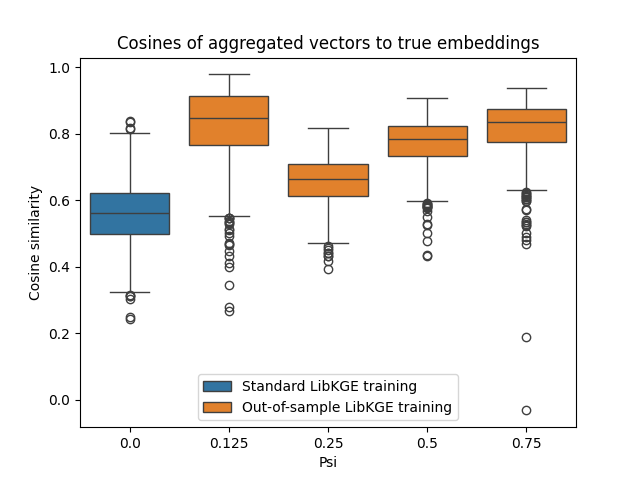 Cosines of aggregated vectors to true embeddings
Cosine similarity
1.0
0.8
0.6
0.4
0.2
0.0
Standard LibKGE training
Out-of-sample LibKGE training
0.0 0.125 0.25 0.5 0.75
Psi